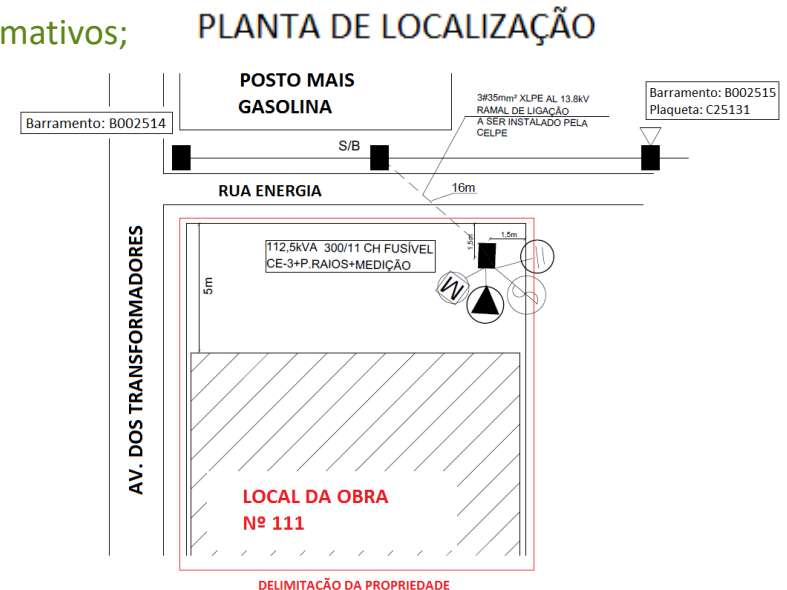 mativos;
PLANTA DE LOCALIZAÇÃO
POSTO MAIS
GASOLINA
3#35mm² XLPE AL 13.8kV
RAMAL DE LIGAÇÃO
A SER INSTALADO PELA
CELPE
Barramento: B002515
Plaqueta: C25131
Barramento: B002514
S/B
RUA ENERGIA
16m
112,5kVA 300/11 CH FUSÍVEL
CE-3+P.RAIOS+MEDIÇÃO
1,5m
1,5m
5m
M
AV. DOS TRANSFORMADORES
LOCAL DA OBRA
Nº 111
DELIMITACÃO DA PROPRIEDADE